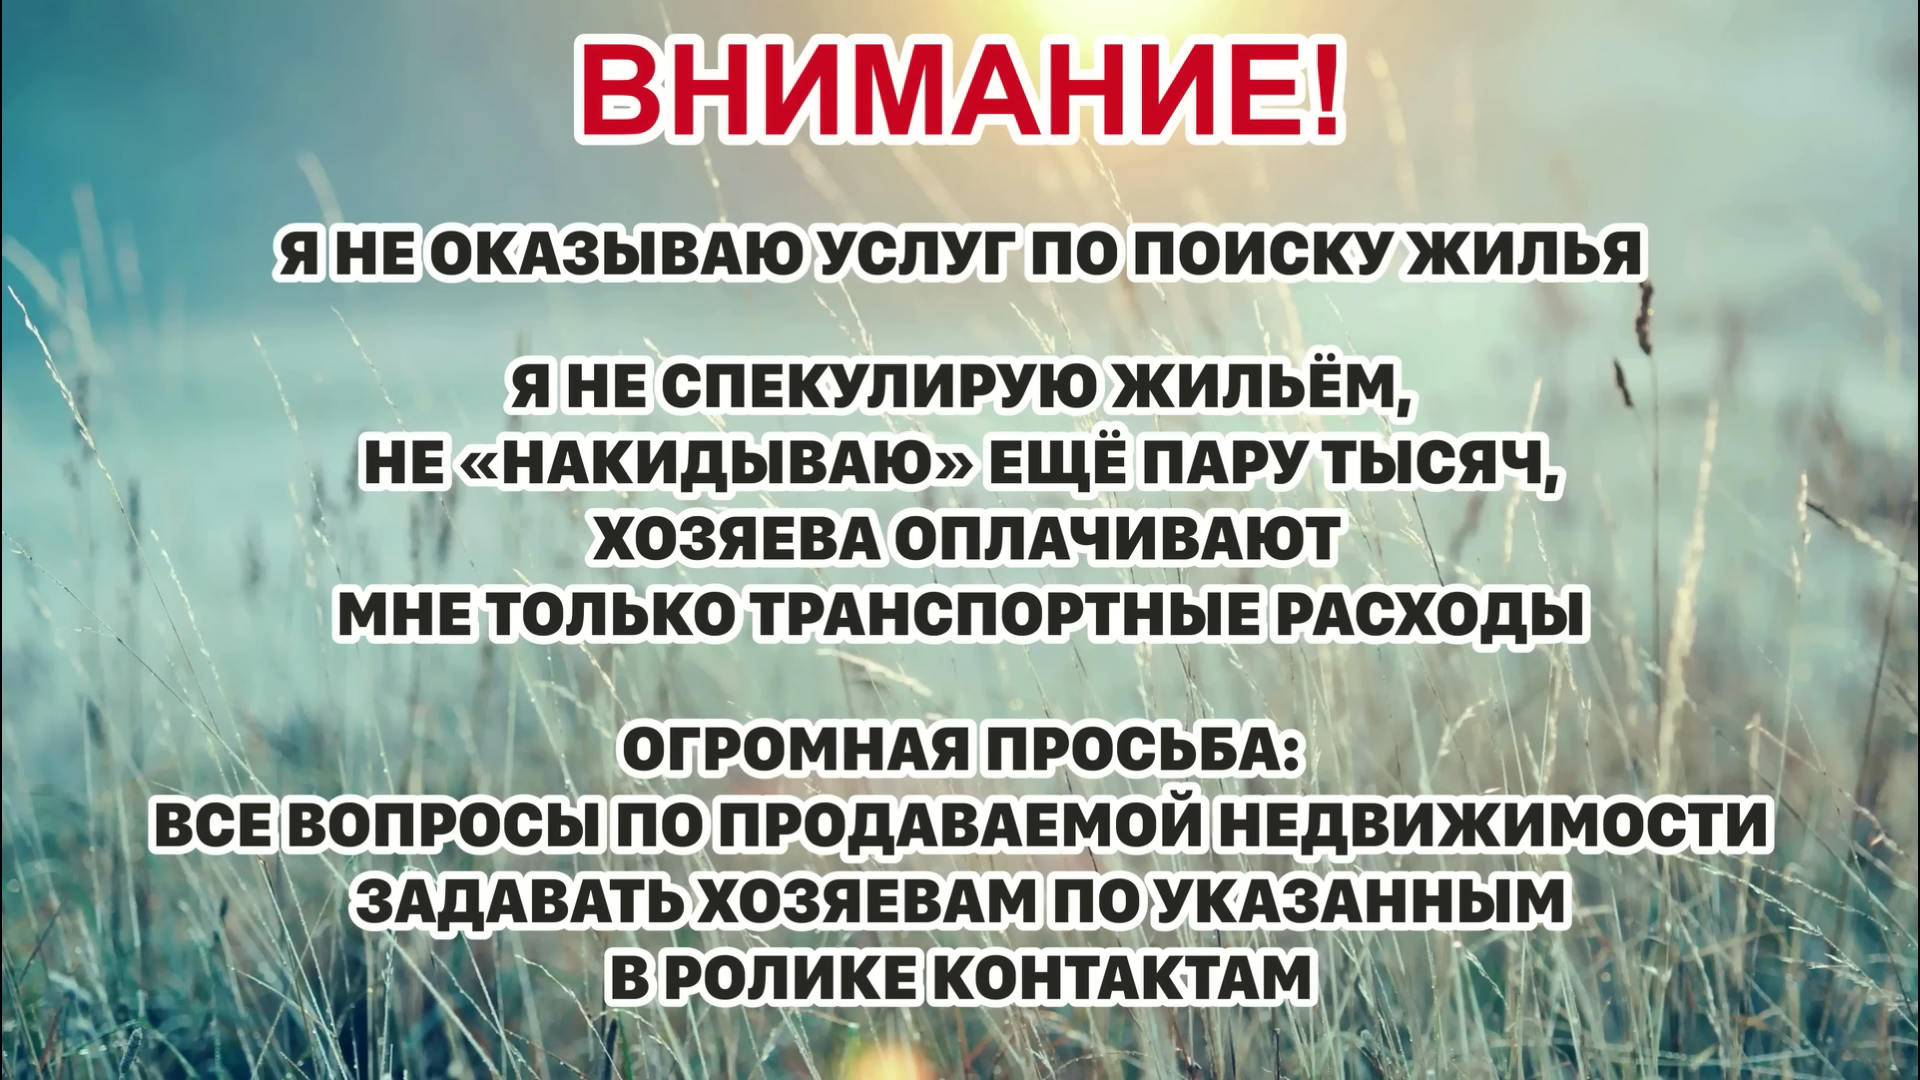 ВНИМАНИЕ!
Я НЕ ОКАЗЫВАЮ УСЛУГ ПО ПОИСКУ ЖИЛЬЯ
Я НЕ СПЕКУЛИРУЮ ЖИЛЬЁМ,
НЕ «НАКИДЫВАЮ» ЕЩЁ ПАРУ ТЫСЯЧ,
ХОЗЯЕВА ОПЛАЧИВАЮТ
МНЕ ТОЛЬКО ТРАНСПОРТНЫЕ РАСХОДЫ
ОГРОМНАЯ ПРОСЬБА:
ВСЕ ВОПРОСЫ ПО ПРОДАВАЕМОЙ НЕДВИЖИМОСТИ
ЗАДАВАТЬ ХОЗЯЕВАМ ПО УКАЗАННЫМ
В РОЛИКЕ КОНТАКТАМ